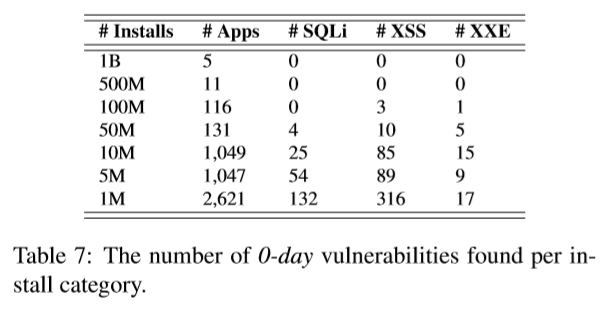 # Installs # Apps # SQLi # XSS # XXE
1B 5 0 0 0
500M 11 0 0 0
100M 116 0 3 1
50M 131 4 10 5
10M 1,049 25 85 15
5M 1,047 54 89 9
1M 2,621 132 316 17
Table 7: The number of 0-day vulnerabilities found per in-
stall category.